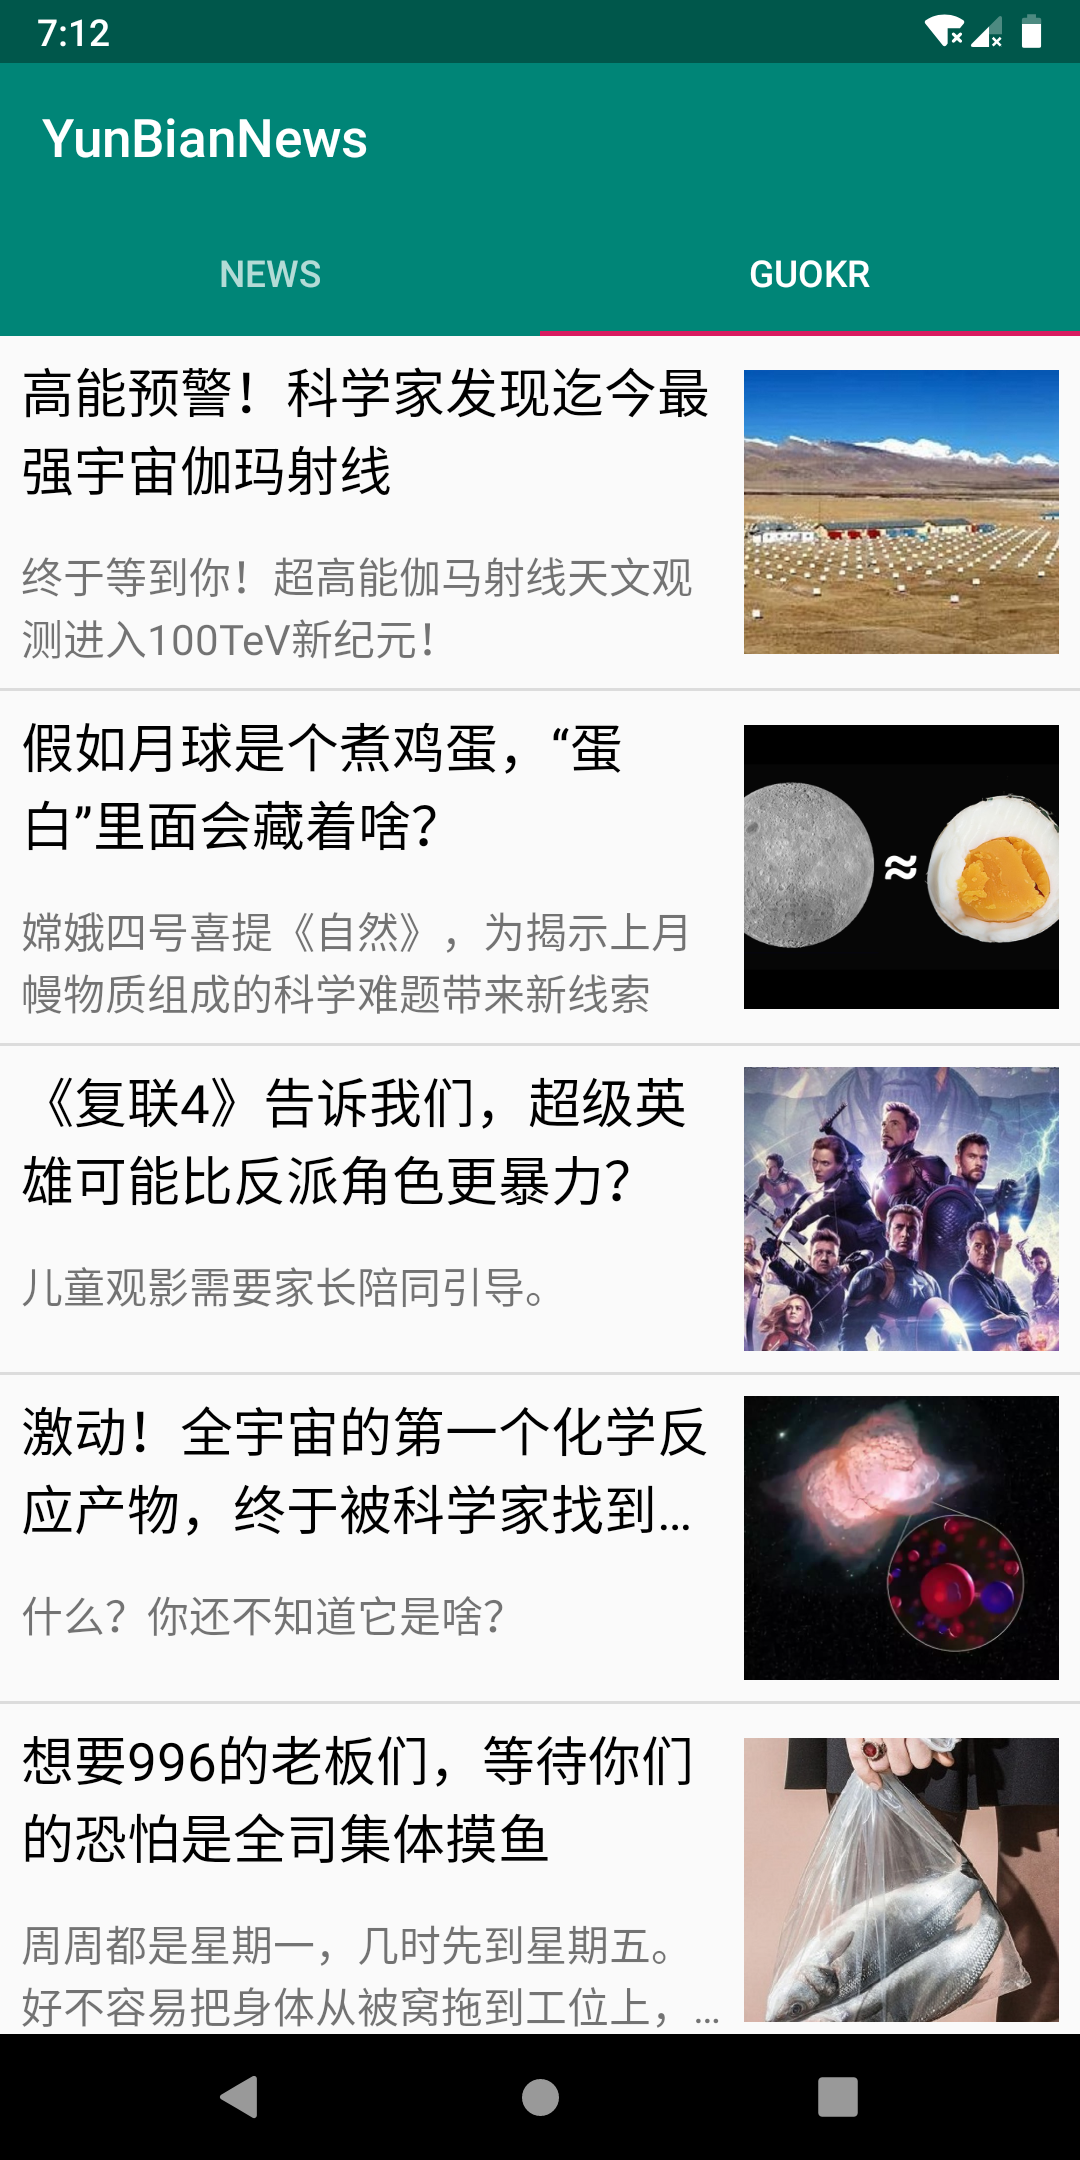 7:12
YunBianNews
NEWS
GUOKR
高能预警！科学家发现迄今最
强宇宙伽玛射线
终于等到你！超高能伽马射线天文观
测进入100TeV新纪元！
假如月球是个煮鸡蛋，“蛋
白”里面会藏着啥？
嫦娥四号喜提《自然》，为揭示上月
幔物质组成的科学难题带来新线索
≈
《复联4》告诉我们，超级英
雄可能比反派角色更暴力？
儿童观影需要家长陪同引导。
激动！全宇宙的第一个化学反
应产物，终于被科学家找到…
什么？你还不知道它是啥？
想要996的老板们，等待你们
的恐怕是全司集体摸鱼
周周都是星期一，几时先到星期五。
好不容易把身体从被窝拖到工位上，…